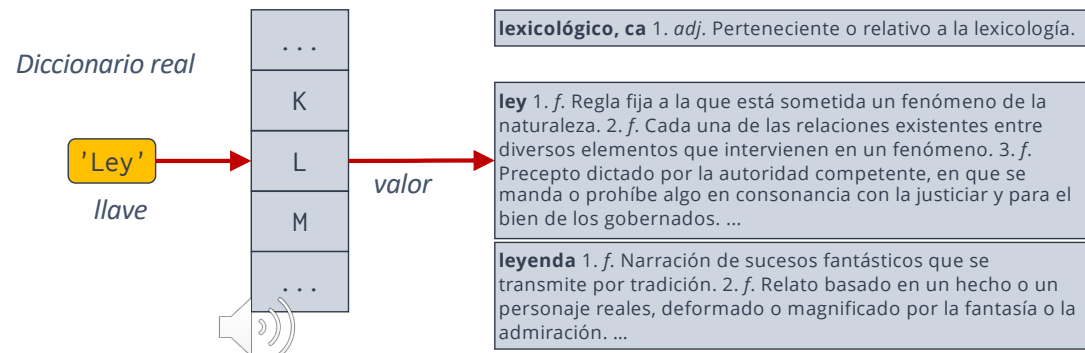 Diccionario real
'Ley'
llave
...
K
L
M
...
valor
lexicológico, ca 1. adj. Perteneciente o relativo a la lexicología.
ley 1. f. Regla fija a la que está sometida un fenómeno de la
naturaleza. 2. f. Cada una de las relaciones existentes entre
diversos elementos que intervienen en un fenómeno. 3. f.
Precepto dictado por la autoridad competente, en que se
manda o prohíbe algo en consonancia con la justiciar y para el
bien de los gobernados. ...
leyenda 1. f. Narración de sucesos fantásticos que se
transmite por tradición. 2. f. Relato basado en un hecho o un
personaje reales, deformado o magnificado por la fantasía o la
admiración. ...